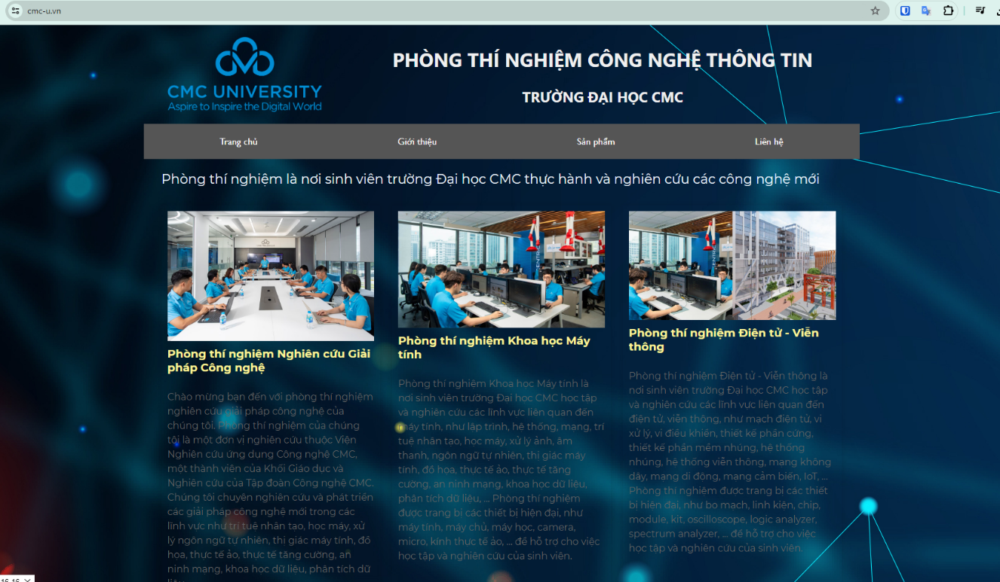 cmc-u.vn
CMC UNIVERSITY
Aspire to Inspire the Digital World
PHÒNG THÍ NGHIỆM CÔNG NGHỆ THÔNG TIN
TRƯỜNG ĐẠI HỌC CMC
Trang chủ
Giới thiệu
Sản phẩm
Liên hệ
Phòng thí nghiệm là nơi sinh viên trường Đại học CMC thực hành và nghiên cứu các công nghệ mới
Phòng thí nghiệm Nghiên cứu Giải
pháp Công nghệ
Chào mừng bạn đến với phòng thí nghiệm
nghiên cứu giải pháp công nghệ của
chúng tôi. Phòng thí nghiệm của chúng
tôi là một đơn vị nghiên cứu thuộc Viện
Nghiên cứu ứng dụng Công nghệ CMC,
một thành viên của Khối Giáo dục và
Nghiên cứu của Tập đoàn Công nghệ CMC.
Chúng tôi chuyên nghiên cứu và phát triển
các giải pháp công nghệ mới trong các
lĩnh vực như trí tuệ nhân tạo, học máy, xử
lý ngôn ngữ tự nhiên, thị giác máy tính, đồ
họa, thực tế ảo, thực tế tăng cường, an
ninh mạng, khoa học dữ liệu, phân tích dữ
Phòng thí nghiệm Khoa học Máy
tính
Phòng thí nghiệm Khoa học Máy tính là
nơi sinh viên trường Đại học CMC học tập
và nghiên cứu các lĩnh vực liên quan đến
máy tính, như lập trình, hệ thống, mạng, trí
tuệ nhân tạo, học máy, xử lý ảnh, âm
thanh, ngôn ngữ tự nhiên, thị giác máy
tính, đồ họa, thực tế ảo, thực tế tăng
cường, an ninh mạng, khoa học dữ liệu,
phân tích dữ liệu, ... Phòng thí nghiệm
được trang bị các thiết bị hiện đại, như
máy tính, máy chủ, máy học, camera,
micro, kính thực tế ảo, ... để hỗ trợ cho việc
học tập và nghiên cứu của sinh viên.
Phòng thí nghiệm Điện tử - Viễn
thông
Phòng thí nghiệm Điện tử - Viễn thông là
nơi sinh viên trường Đại học CMC học tập
và nghiên cứu các lĩnh vực liên quan đến
điện tử, viễn thông, như mạch điện tử, vi
xử lý, vi điều khiển, thiết kế phần cứng,
thiết kế phần mềm nhúng, hệ thống
nhúng, hệ thống viễn thông, mạng không
dây, mạng di động, mạng cảm biến, IoT, ...
Phòng thí nghiệm được trang bị các thiết
bị hiện đại, như bo mạch, linh kiện, chip,
module, kit, oscilloscope, logic analyzer,
spectrum analyzer, ... để hỗ trợ cho việc
học tập và nghiên cứu của sinh viên.